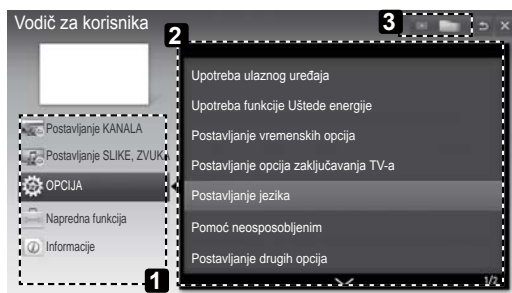 Vodič za korisnika
2
3
Postavljanje KANALA
Postavljanje SLIKE, ZVUKA
OPCIJA
Napredna funkcija
Informacije
1
Upotreba ulaznog uređaja
Upotreba funkcije Uštede energije
Postavljanje vremenskih opcija
Postavljanje opcija zaključavanja TV-a
Postavljanje jezika
Pomoć neosposobljenim
Postavljanje drugih opcija
1/2